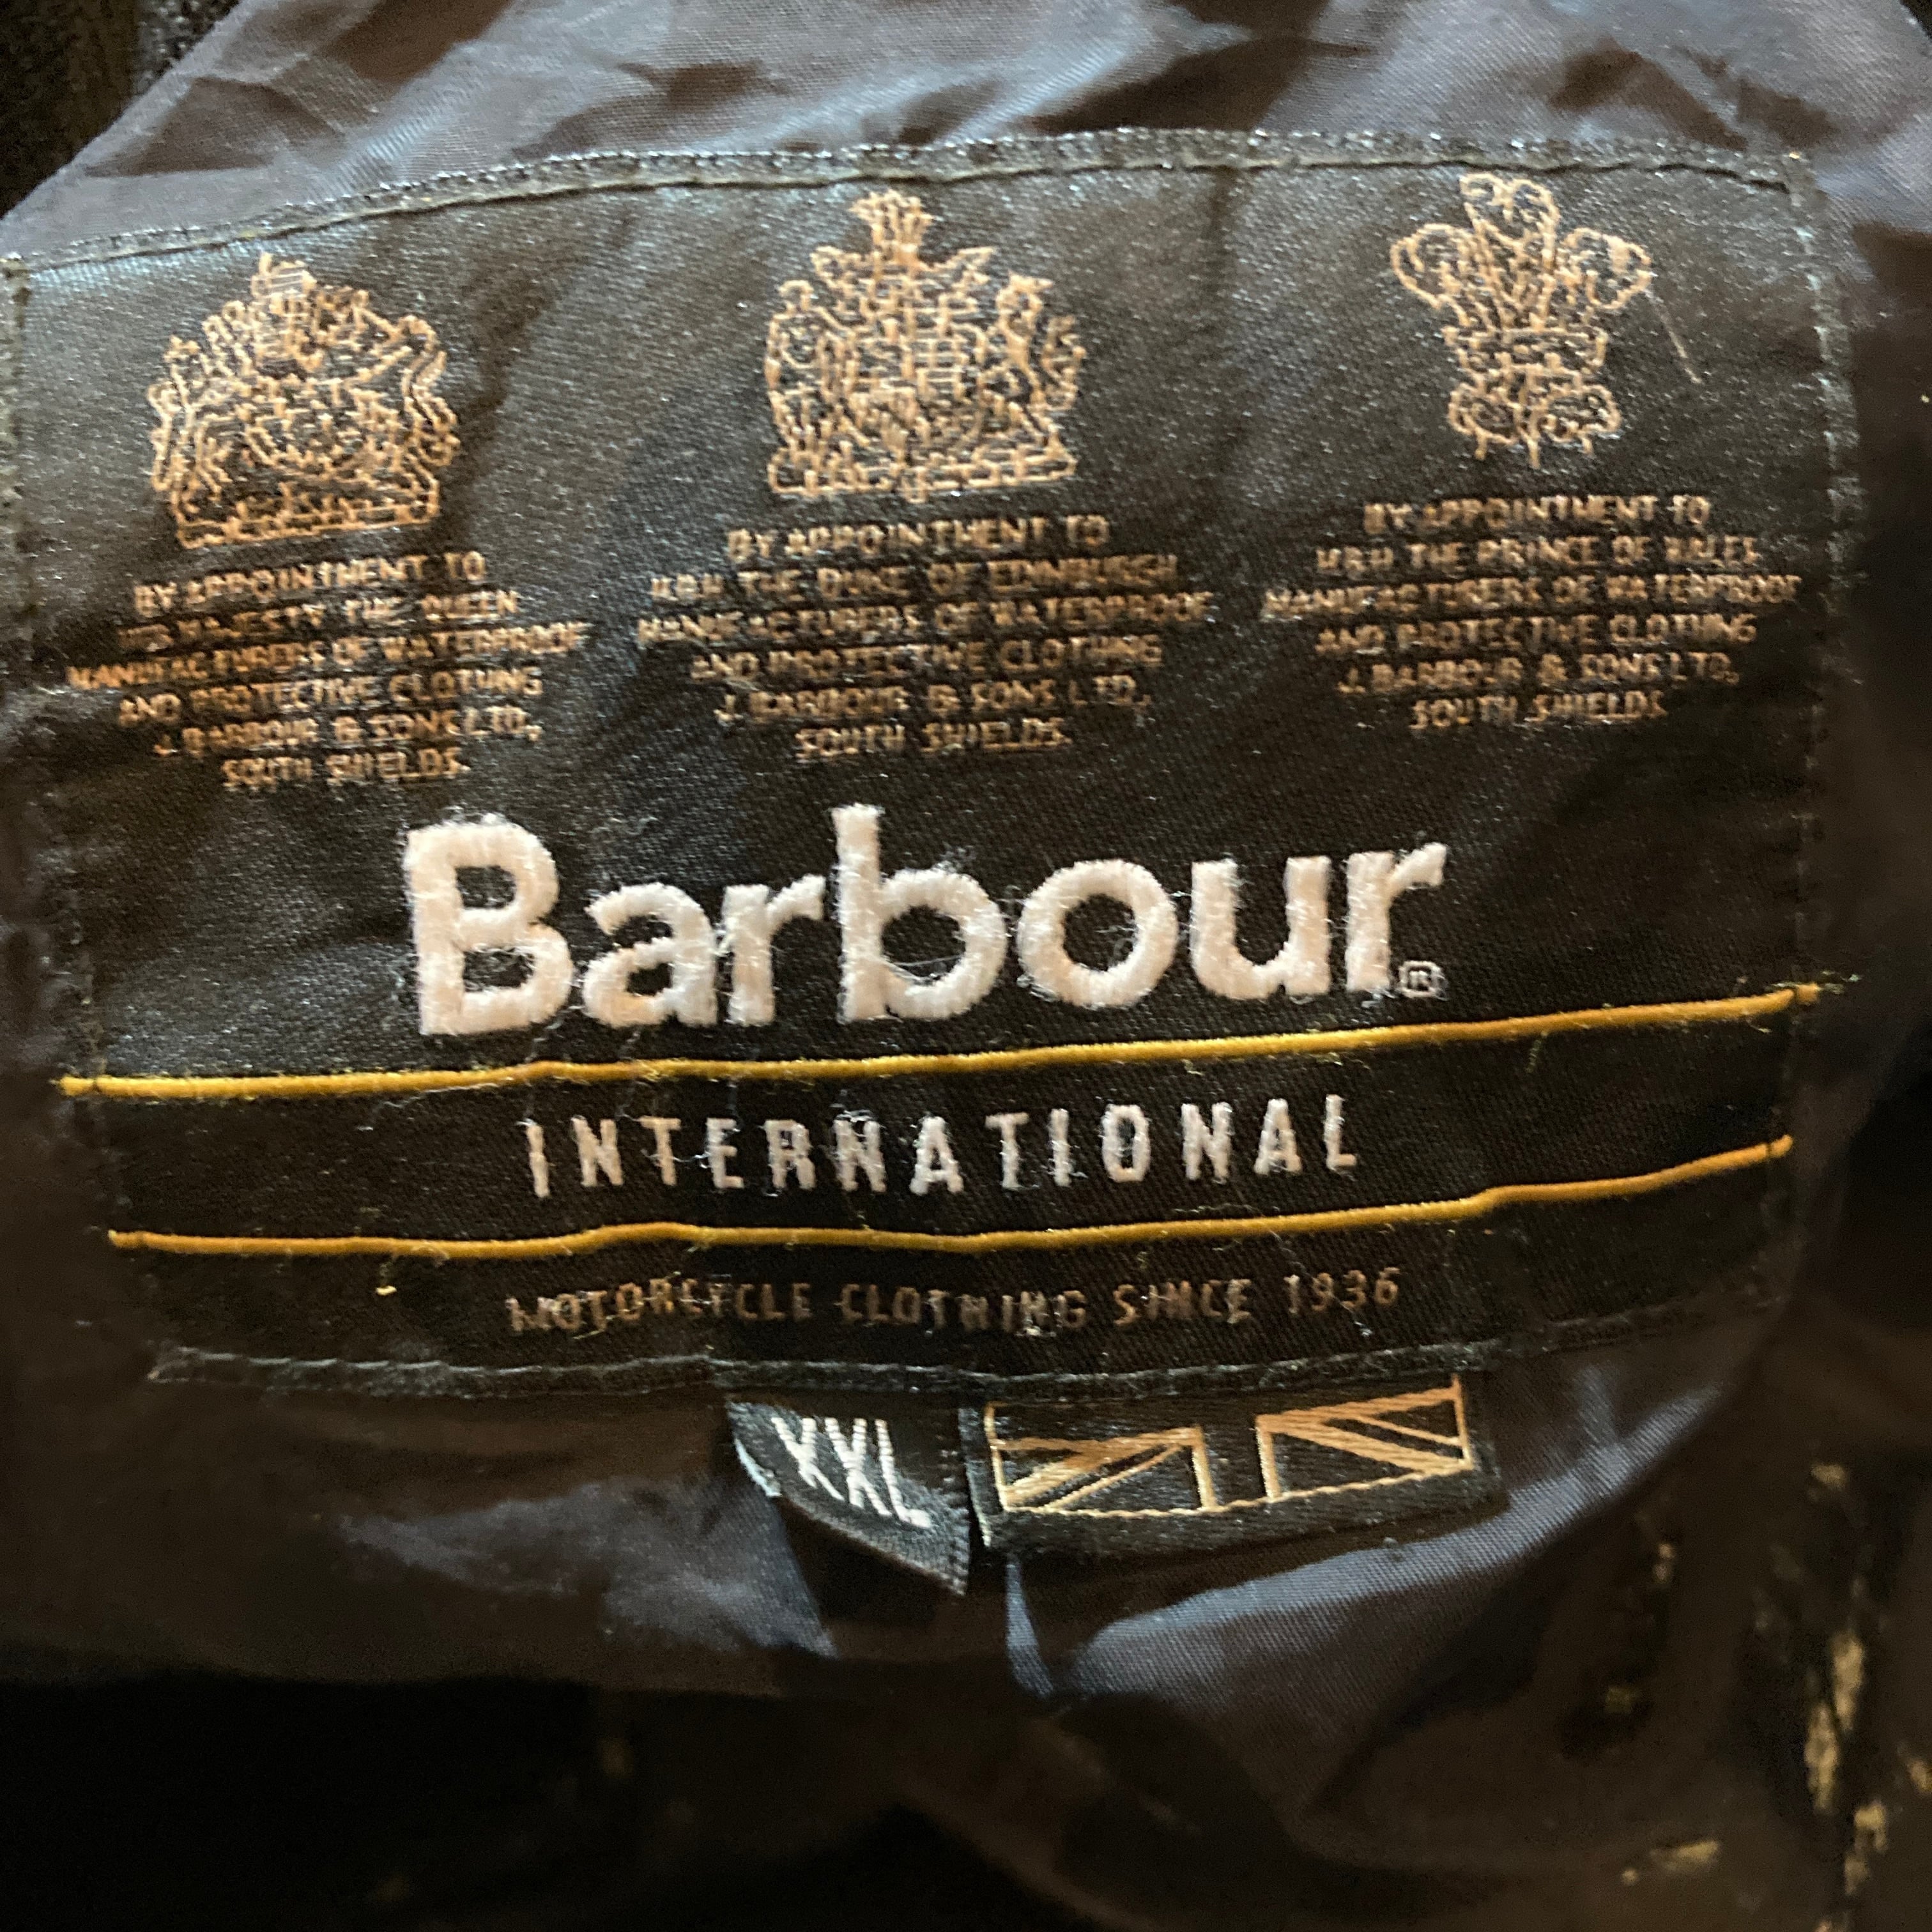 BY APPOINTMENT TO
HER MAJESTY THE QUEEN
MANUFACTURERS OF WATERPROOF
AND PROTECTIVE CLOTHING
J. BARBOUR & SONS LTD.
SOUTH SHIELDS
BY APPOINTMENT TO
H.R.H. THE DUKE OF EDINBURGH
MANUFACTURERS OF WATERPROOF
AND PROTECTIVE CLOTHING
J. BARBOUR & SONS LTD.
SOUTH SHIELDS
BY APPOINTMENT TO
H.R.H. THE PRINCE OF WALES
MANUFACTURERS OF WATERPROOF
AND PROTECTIVE CLOTHING
J. BARBOUR & SONS LTD.
SOUTH SHIELDS
Barbour®
INTERNATIONAL
MOTORCYCLE CLOTHING SINCE 1936
XXL